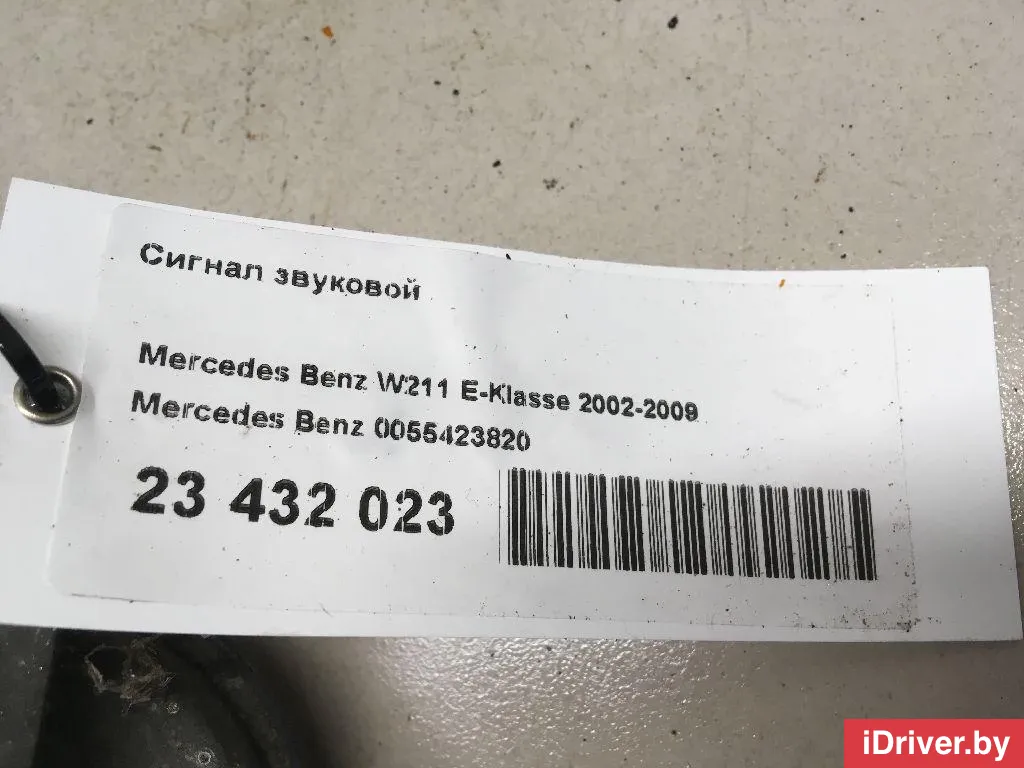 Сигнал звуковой
Mercedes Benz W211 E-Klasse 2002-2009
Mercedes Benz 0055423820
23 432 023
iDriver.by